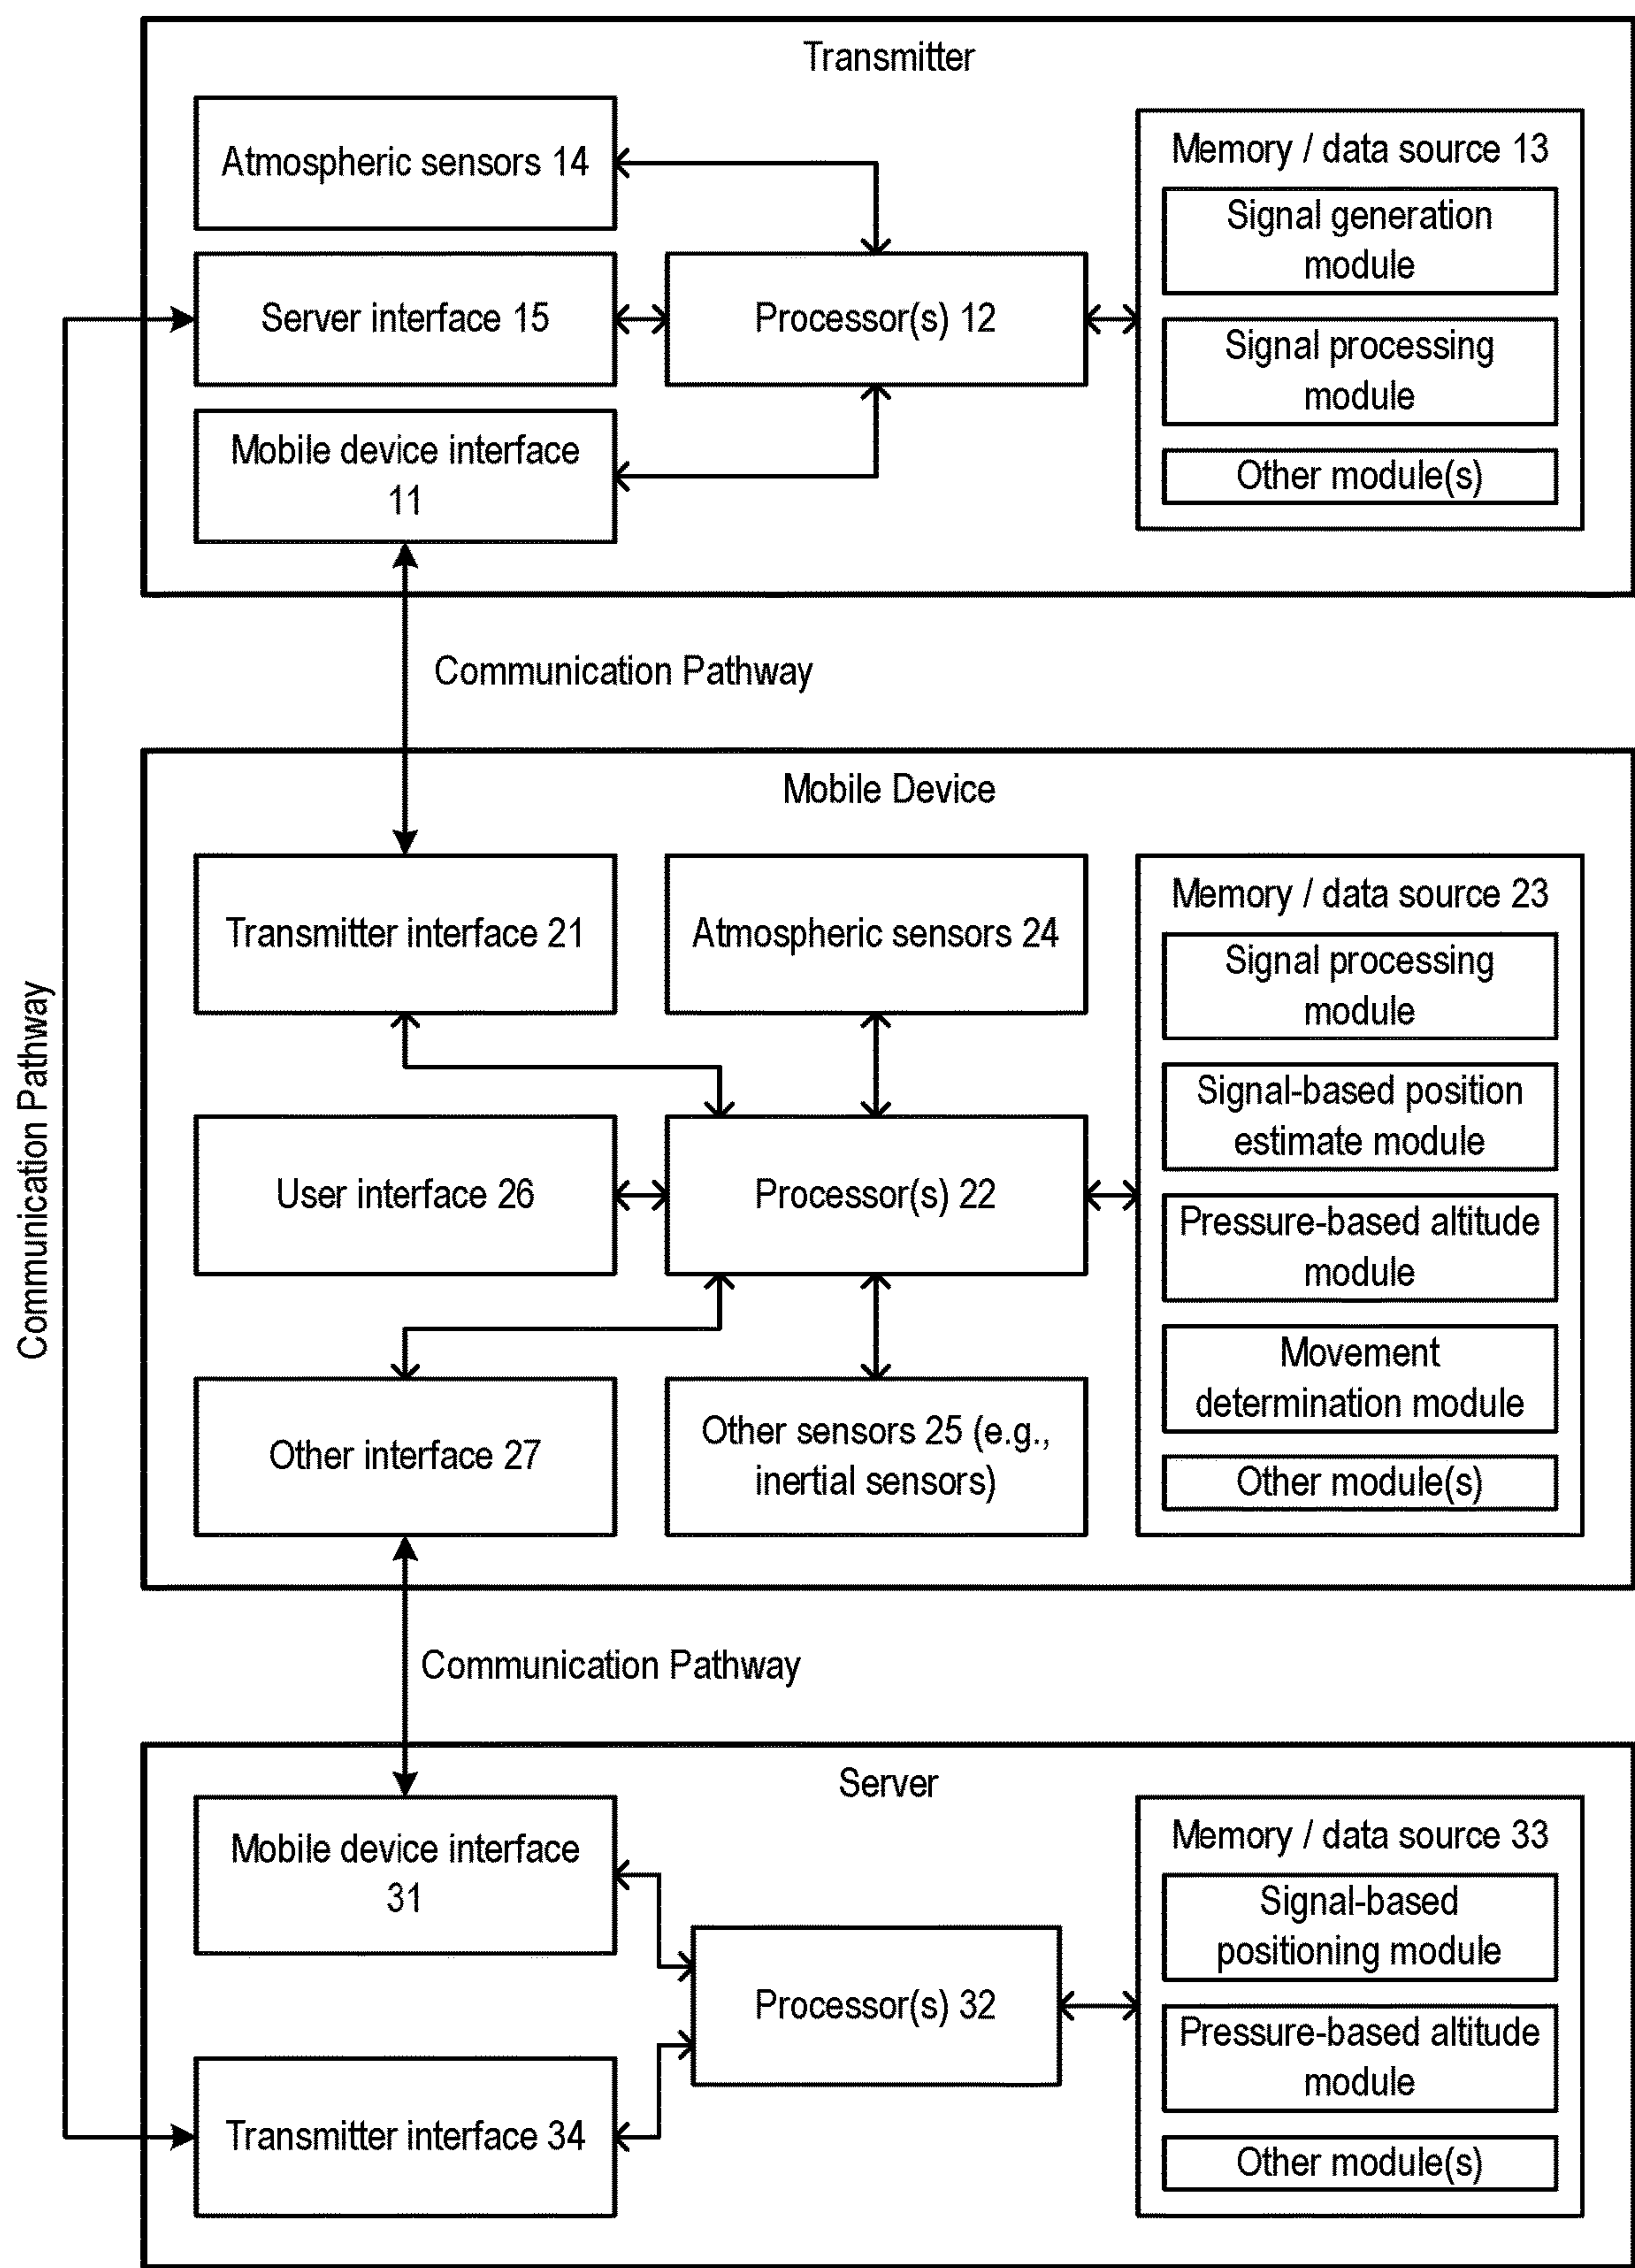 Transmitter
Atmospheric sensors 14
Server interface 15
Mobile device interface
11
Processor(s) 12
Memory / data source 13
Signal generation
module
Signal processing
module
Other module(s)
Communication Pathway
Communication Pathway
Mobile Device
Transmitter interface 21
Atmospheric sensors 24
User interface 26
Processor(s) 22
Other interface 27
Other sensors 25 (e.g.,
inertial sensors)
Memory / data source 23
Signal processing
module
Signal-based position
estimate module
Pressure-based altitude
module
Movement
determination module
Other module(s)
Communication Pathway
Server
Mobile device interface
31
Transmitter interface 34
Processor(s) 32
Memory / data source 33
Signal-based
positioning module
Pressure-based altitude
module
Other module(s)